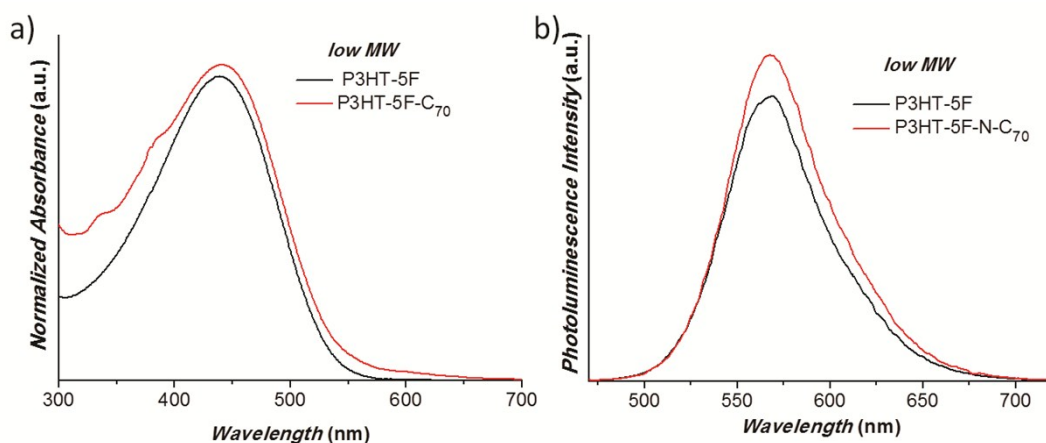 a)
low MW
P3HT-5F
P3HT-5F-C70
Normalized Absorbance (a.u.)
300 400 500 600 700
Wavelength (nm)
b)
low MW
P3HT-5F
P3HT-5F-N-C70
Photoluminescence Intensity (a.u.)
500 550 600 650 700
Wavelength (nm)